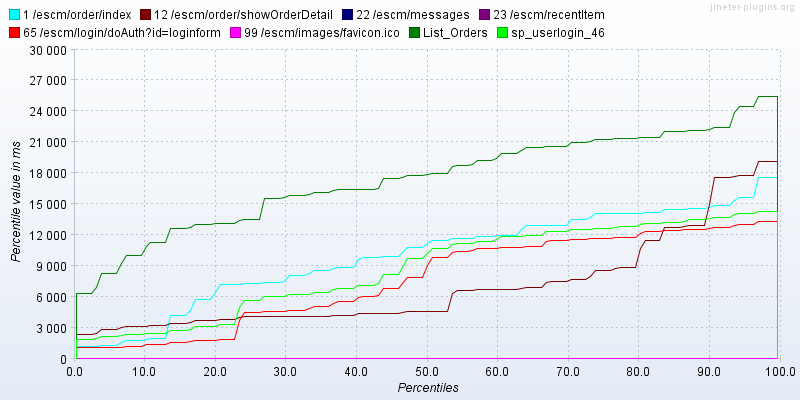 jmeter-plugins.org
1 /escm/order/index 12 /escm/order/showOrderDetail 22 /escm/messages 23 /escm/recentItem
65 /escm/login/doAuth?id=loginform 99 /escm/images/favicon.ico List_Orders sp_userlogin_46
30 000
27 000
24 000
21 000
18 000
15 000
12 000
9 000
6 000
3 000
0
Percentile value in ms
0.0 10.0 20.0 30.0 40.0 50.0 60.0 70.0 80.0 90.0 100.0
Percentiles